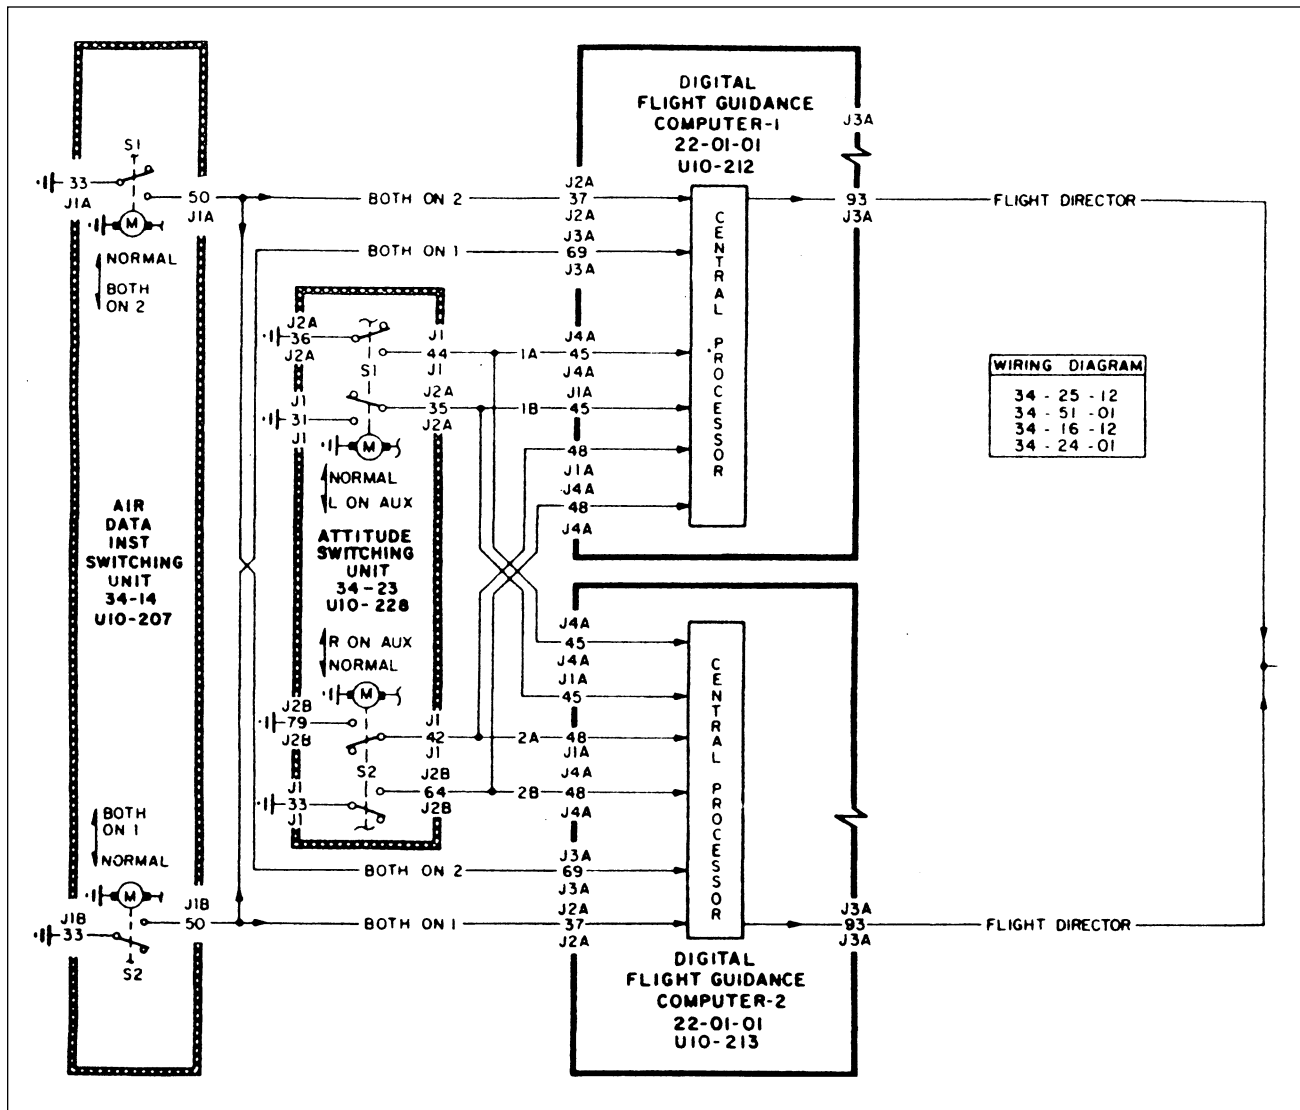 S1
33
J1A
50
J1A
M
NORMAL
BOTH
ON 2
AIR
DATA
INST
SWITCHING
UNIT
34-14
U10-207
BOTH
ON 1
NORMAL
M
J1B
33
J1B
50
S2
BOTH ON 2
BOTH ON 1
J2A
36
J2A
S1
J1
44
J1
1A
J1
31
J1
J2A
35
J2A
1B
M
NORMAL
L ON AUX
ATTITUDE
SWITCHING
UNIT
34-23
U10-228
R ON AUX
NORMAL
M
J2B
79
J2B
J1
42
J1
2A
S2
J1
33
J1
J2B
64
J2B
2B
BOTH ON 2
BOTH ON 1
DIGITAL
FLIGHT GUIDANCE
COMPUTER-1
22-01-01
U10-212
J2A
37
J2A
J3A
69
J3A
J4A
45
J4A
J1A
45
48
J1A
J4A
48
J4A
CENTRAL PROCESSOR
J3A
93
J3A
FLIGHT DIRECTOR
WIRING DIAGRAM
34-25-12
34-51-01
34-16-12
34-24-01
J4A
45
J4A
J1A
45
48
J1A
J4A
48
J4A
J3A
69
J3A
J2A
37
J2A
CENTRAL PROCESSOR
J3A
93
J3A
FLIGHT DIRECTOR
DIGITAL
FLIGHT GUIDANCE
COMPUTER-2
22-01-01
U10-213